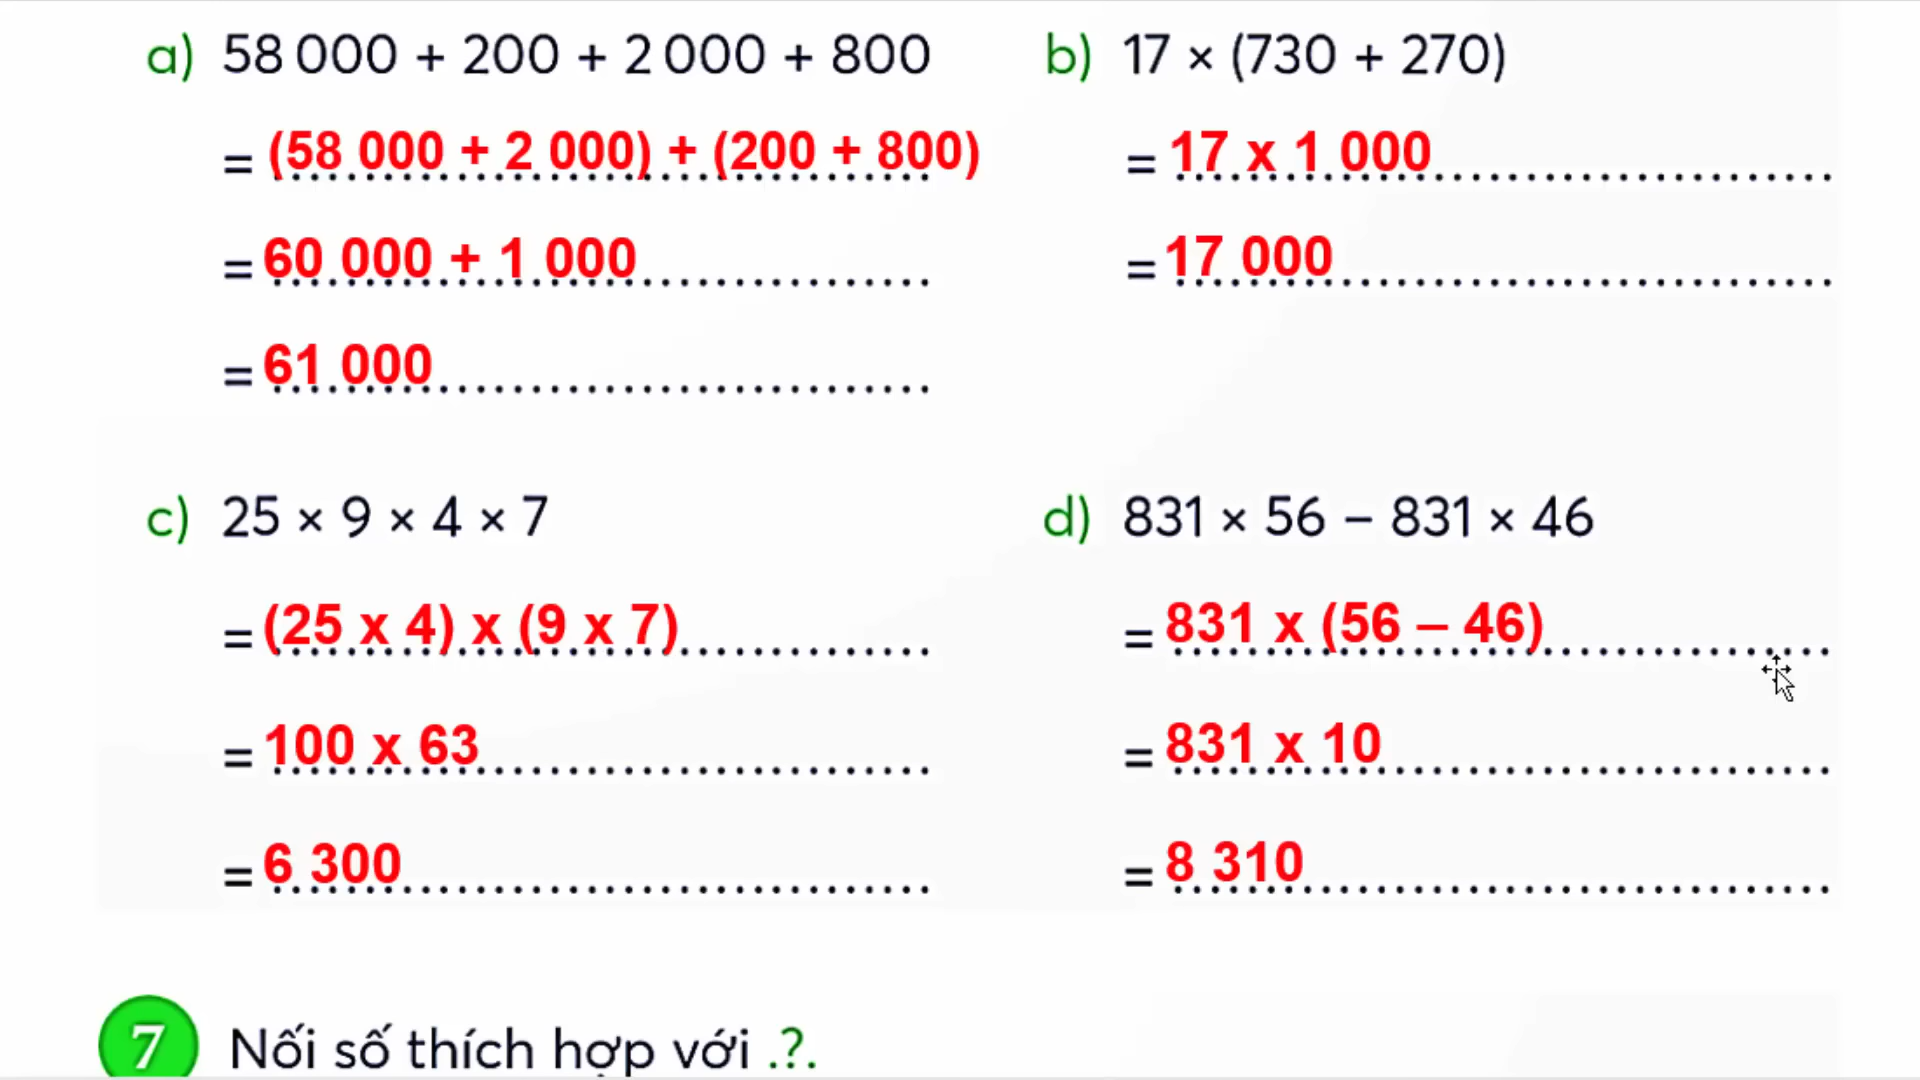 a) 58 000 + 200 + 2 000 + 800
= (58 000 + 2 000) + (200 + 800)
= 60 000 + 1 000
= 61 000
b) 17 × (730 + 270)
= 17 x 1 000
= 17 000
c) 25 × 9 × 4 × 7
= (25 x 4) x (9 x 7)
= 100 x 63
= 6 300
d) 831 × 56 – 831 × 46
= 831 x (56 – 46)
= 831 x 10
= 8 310
7 Nối số thích hợp với .?.